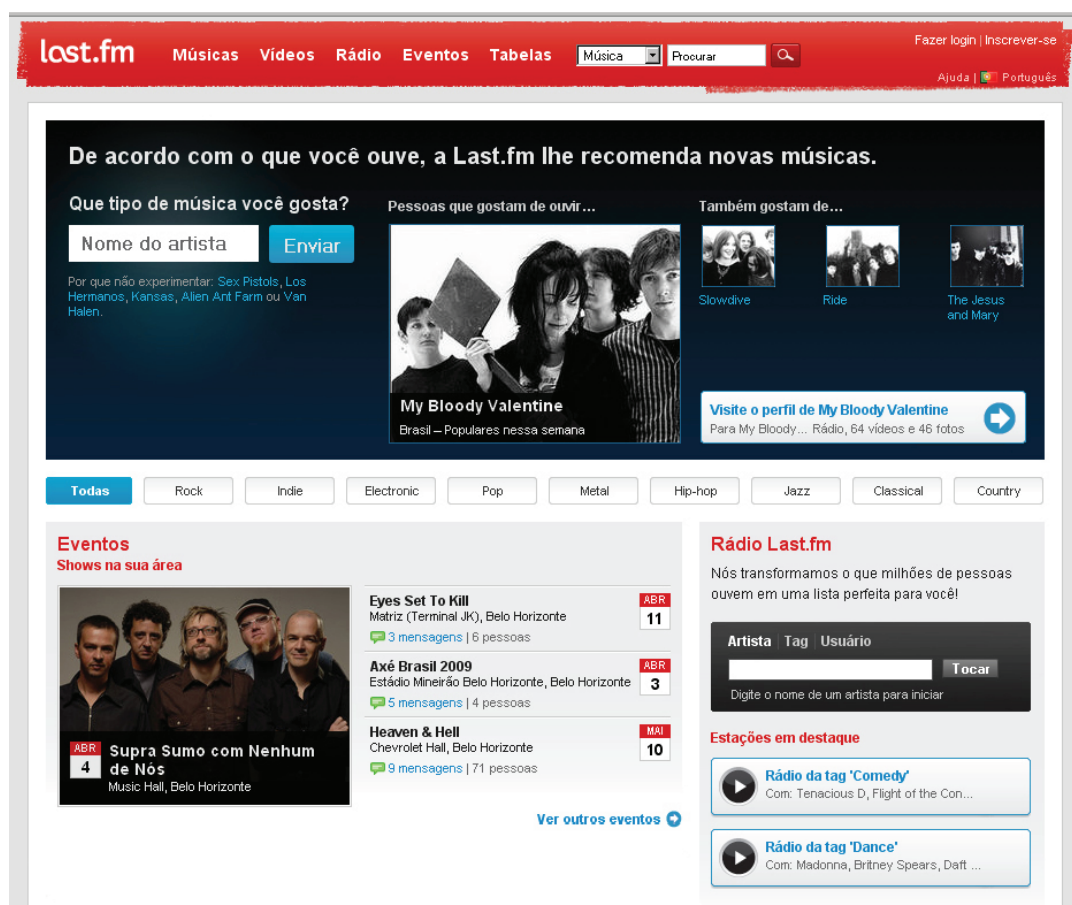 last.fm
Músicas Vídeos Rádio Eventos Tabelas Música Procurar
Fazer login | Inscrever-se
Ajuda | Português
De acordo com o que você ouve, a Last.fm lhe recomenda novas músicas.
Que tipo de música você gosta?
Nome do artista Enviar
Por que não experimentar: Sex Pistols, Los
Hermanos, Kansas, Alien Ant Farm ou Van
Halen.
Pessoas que gostam de ouvir...
My Bloody Valentine
Brasil – Populares nessa semana
Também gostam de...
Slowdive
Ride
The Jesus
and Mary
Visite o perfil de My Bloody Valentine
Para My Bloody... Rádio, 64 vídeos e 46 fotos
Todas Rock Indie Electronic Pop Metal Hip-hop Jazz Classical Country
Eventos
Shows na sua área
ABR
4
Supra Sumo com Nenhum
de Nós
Music Hall, Belo Horizonte
Eyes Set To Kill
Matriz (Terminal JK), Belo Horizonte
3 mensagens | 6 pessoas
ABR
11
Axé Brasil 2009
Estádio Mineirão Belo Horizonte, Belo Horizonte
5 mensagens | 4 pessoas
ABR
3
Heaven & Hell
Chevrolet Hall, Belo Horizonte
9 mensagens | 71 pessoas
MAI
10
Ver outros eventos
Rádio Last.fm
Nós transformamos o que milhões de pessoas
ouvem em uma lista perfeita para você!
Artista | Tag | Usuário
Tocar
Digite o nome de um artista para iniciar
Estações em destaque
Rádio da tag 'Comedy'
Com: Tenacious D, Flight of the Con...
Rádio da tag 'Dance'
Com: Madonna, Britney Spears, Daft ...